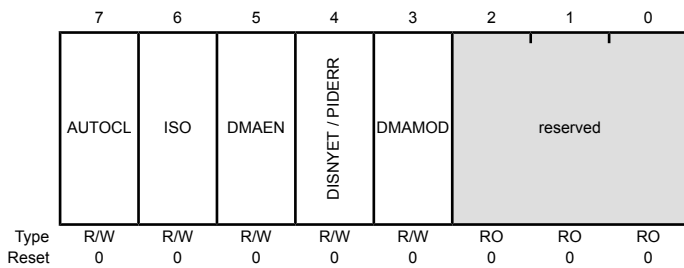 7 6 5 4 3 2 1 0
AUTOCL ISO DMAEN DISNYET / PIDERR DMAMOD reserved
Type R/W R/W R/W R/W R/W RO RO RO
Reset 0 0 0 0 0 0 0 0